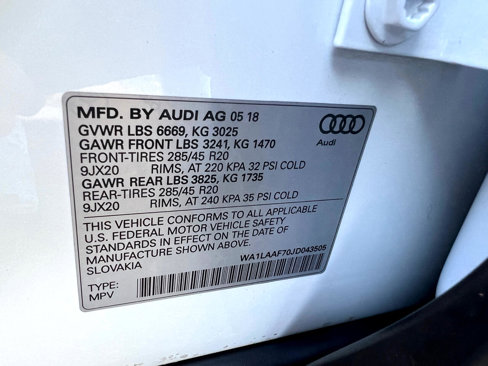 MFD. BY AUDI AG 05 18
GVWR LBS 6669, KG 3025
GAWR FRONT LBS 3241, KG 1470
FRONT-TIRES 285/45 R20
9JX20 RIMS, AT 220 KPA 32 PSI COLD
GAWR REAR LBS 3825, KG 1735
REAR-TIRES 285/45 R20
9JX20 RIMS, AT 240 KPA 35 PSI COLD
THIS VEHICLE CONFORMS TO ALL APPLICABLE
U.S. FEDERAL MOTOR VEHICLE SAFETY
STANDARDS IN EFFECT ON THE DATE OF
MANUFACTURE SHOWN ABOVE.
SLOVAKIA
WA1LAAF70JD043505
TYPE:
MPV
Audi